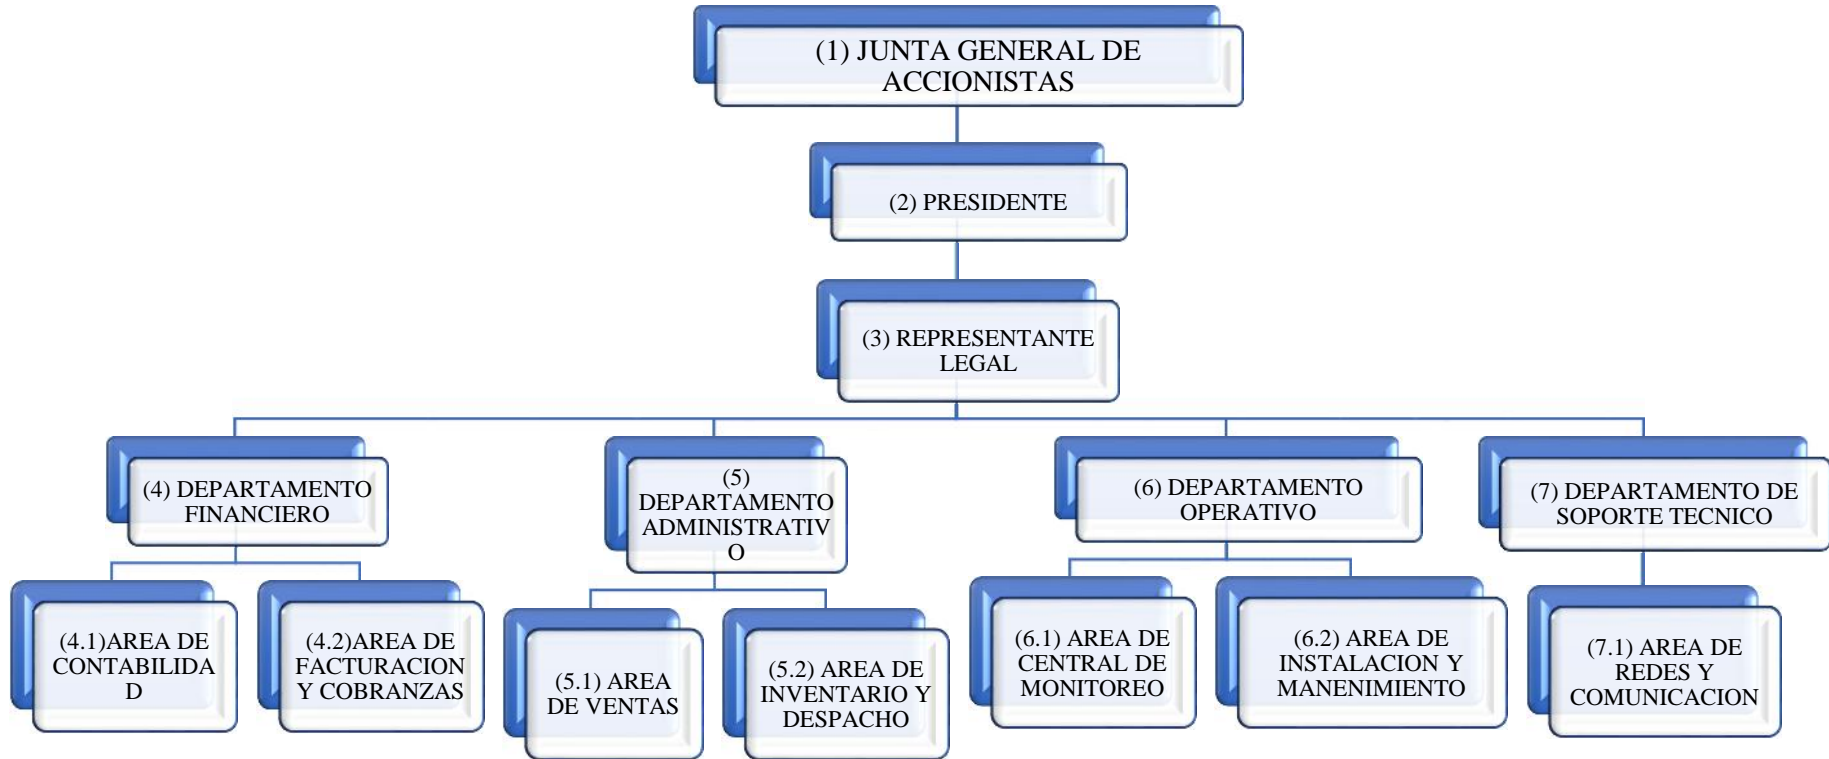 (1) JUNTA GENERAL DE
ACCIONISTAS
(2) PRESIDENTE
(3) REPRESENTANTE
LEGAL
(4) DEPARTAMENTO
FINANCIERO
(5)
DEPARTAMENTO
ADMINISTRATIV
O
(6) DEPARTAMENTO
OPERATIVO
(7) DEPARTAMENTO DE
SOPORTE TECNICO
(4.1)AREA DE
CONTABILIDA
D
(4.2)AREA DE
FACTURACION
Y COBRANZAS
(5.1) AREA
DE VENTAS
(5.2) AREA DE
INVENTARIO Y
DESPACHO
(6.1) AREA DE
CENTRAL DE
MONITOREO
(6.2) AREA DE
INSTALACION Y
MANENIMIENTO
(7.1) AREA DE
REDES Y
COMUNICACION